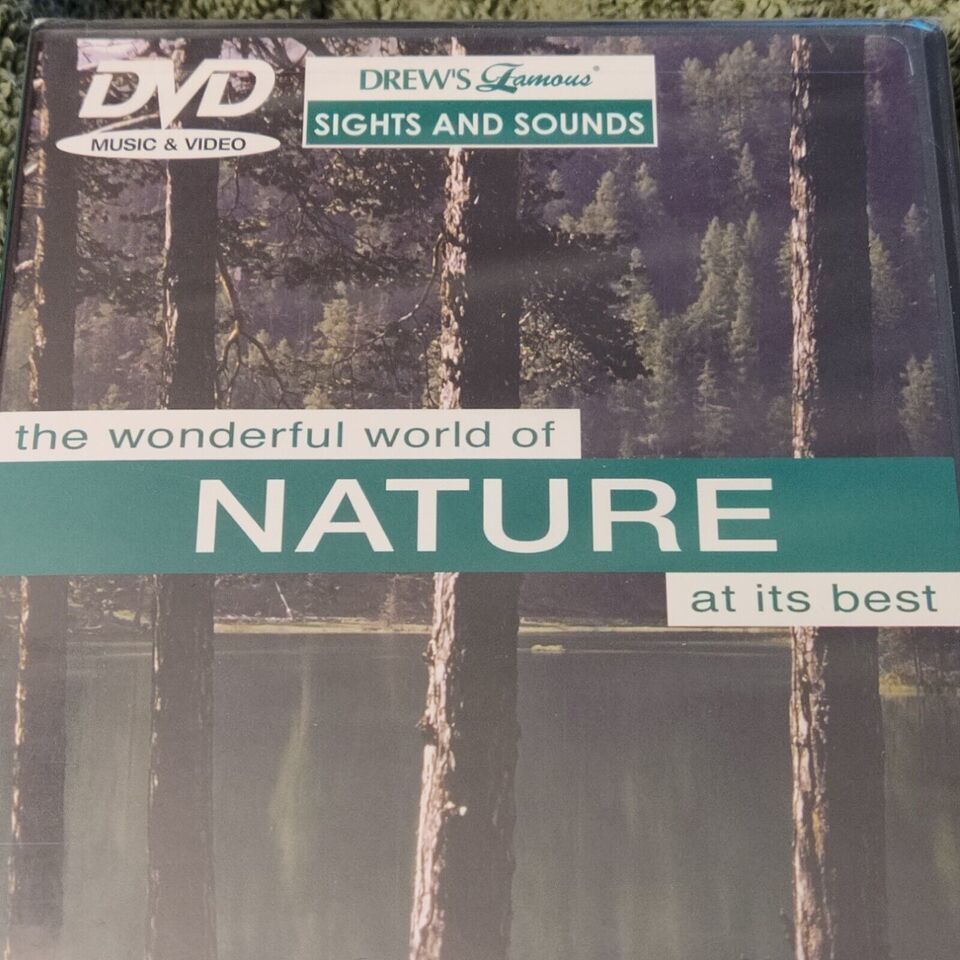 DVD
MUSIC & VIDEO
DREW'S Famous®
SIGHTS AND SOUNDS
the wonderful world of
NATURE
at its best